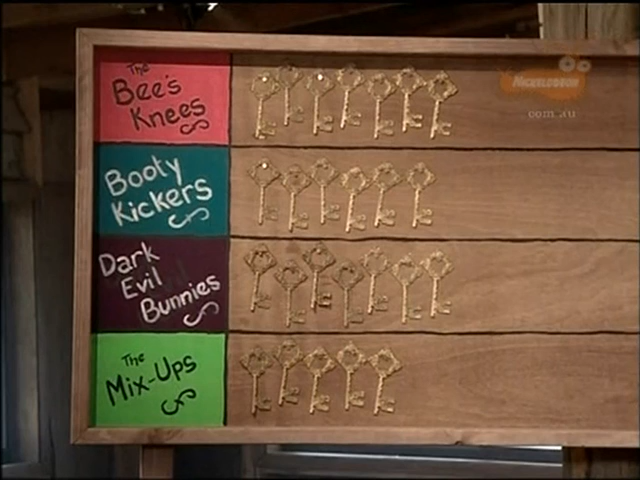 The
Bee's
Knees
Booty
Kickers
Dark
Evil
Bunnies
The
Mix-Ups
NICKELODEON
com.au